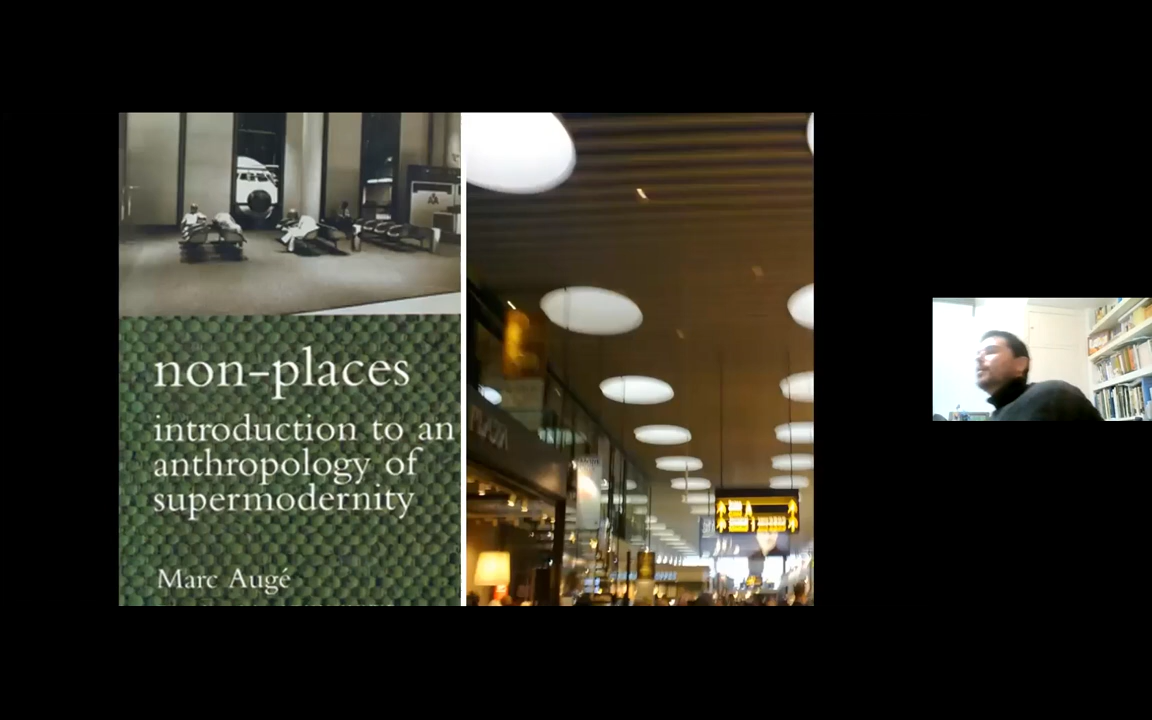 non-places
introduction to an
anthropology of
supermodernity
Marc Augé